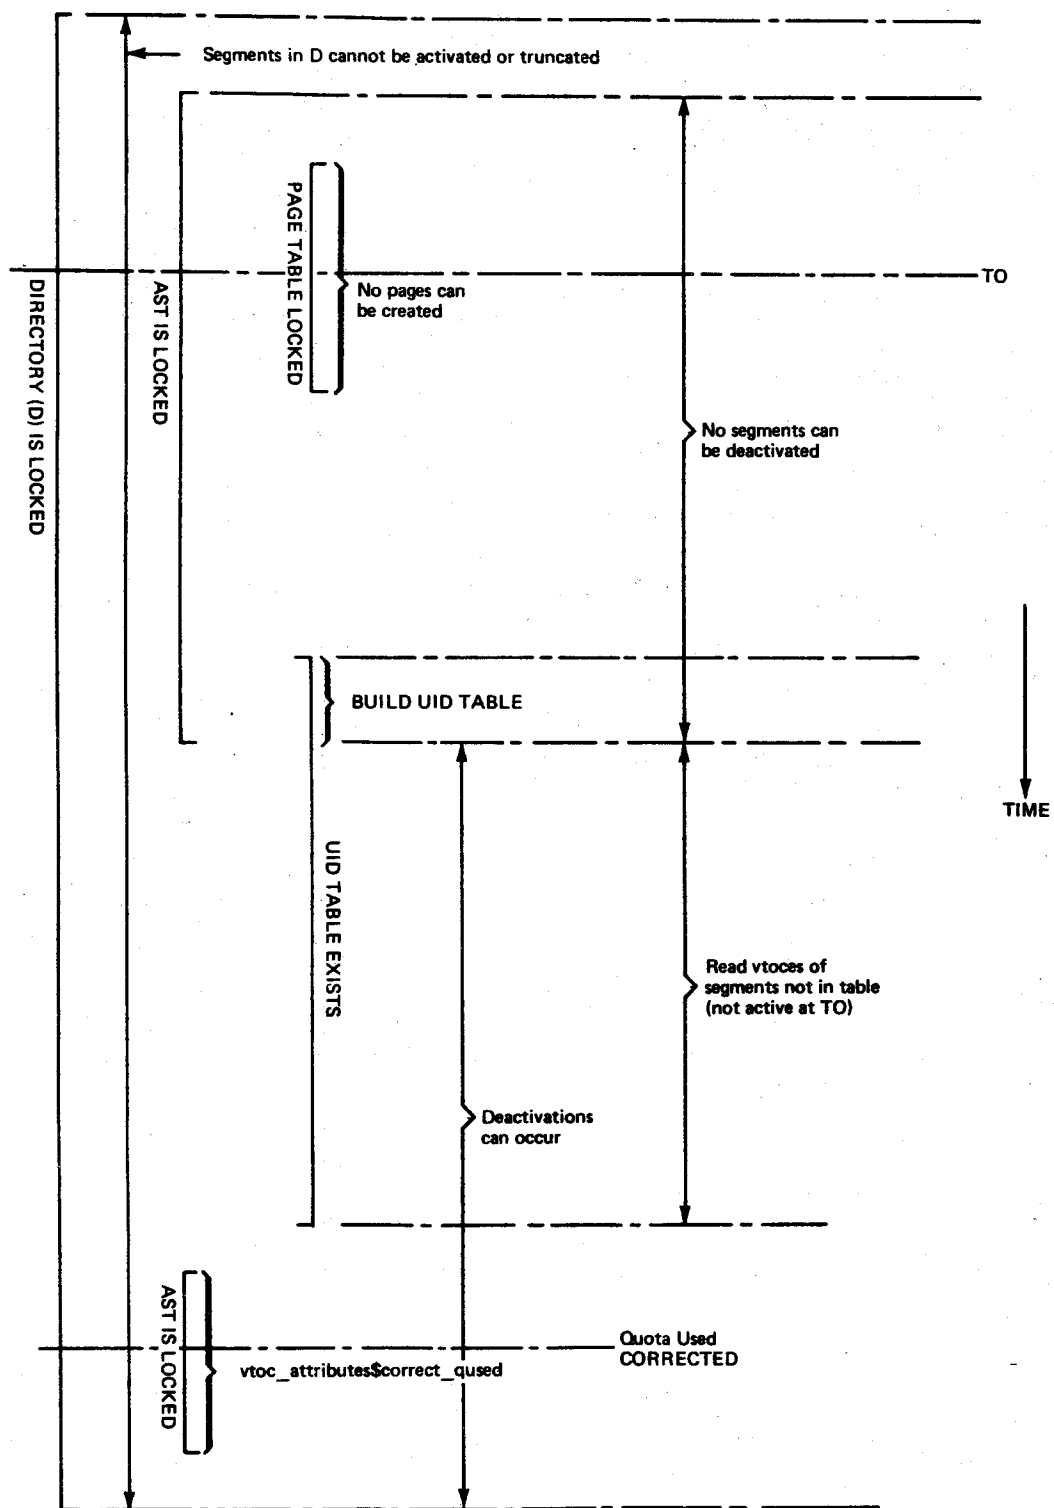 Segments in D cannot be activated or truncated
PAGE TABLE LOCKED
TO
No pages can
be created
DIRECTORY (D) IS LOCKED
AST IS LOCKED
No segments can
be deactivated
BUILD UID TABLE
TIME
UID TABLE EXISTS
Read vtoces of
segments not in table
(not active at TO)
Deactivations
can occur
AST IS LOCKED
Quota Used
CORRECTED
vtoc_attributes$correct_qused